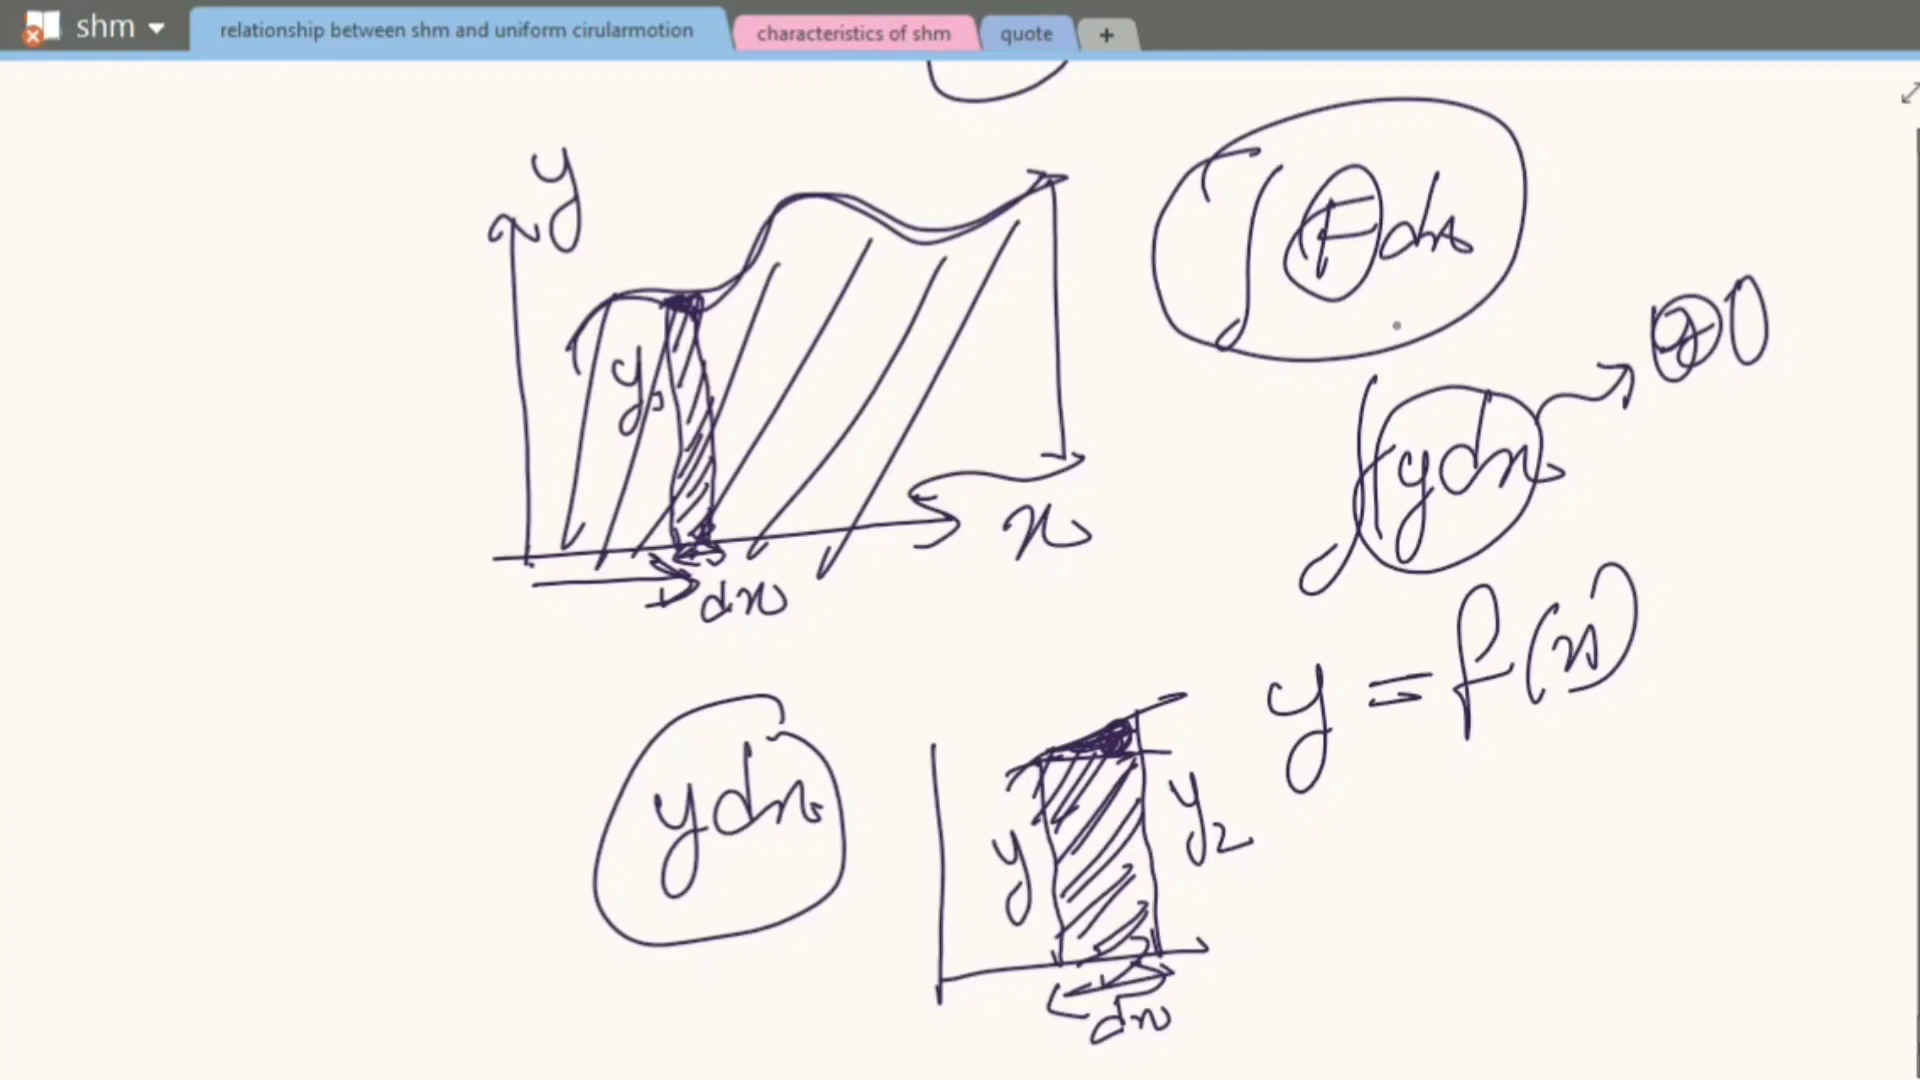 shm
relationship between shm and uniform cirularmotion
characteristics of shm
quote
+
y
∫ F dx
y
∫ y dx
x
dx
y = f(x)
y dx
y
y2
dx